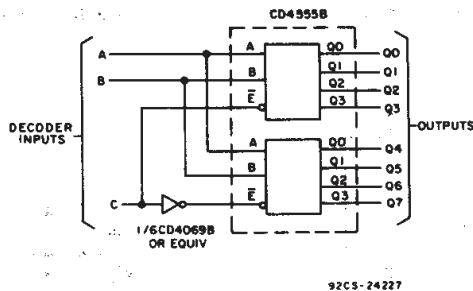 CD4555B
A
B
DECODER
INPUTS
C
1/6CD4069B
OR EQUIV
A
B
E̅
Q0
Q1
Q2
Q3
Q0
Q1
Q2
Q3
A
B
E̅
Q0
Q1
Q2
Q3
Q4
Q5
Q6
Q7
OUTPUTS
92CS-24227